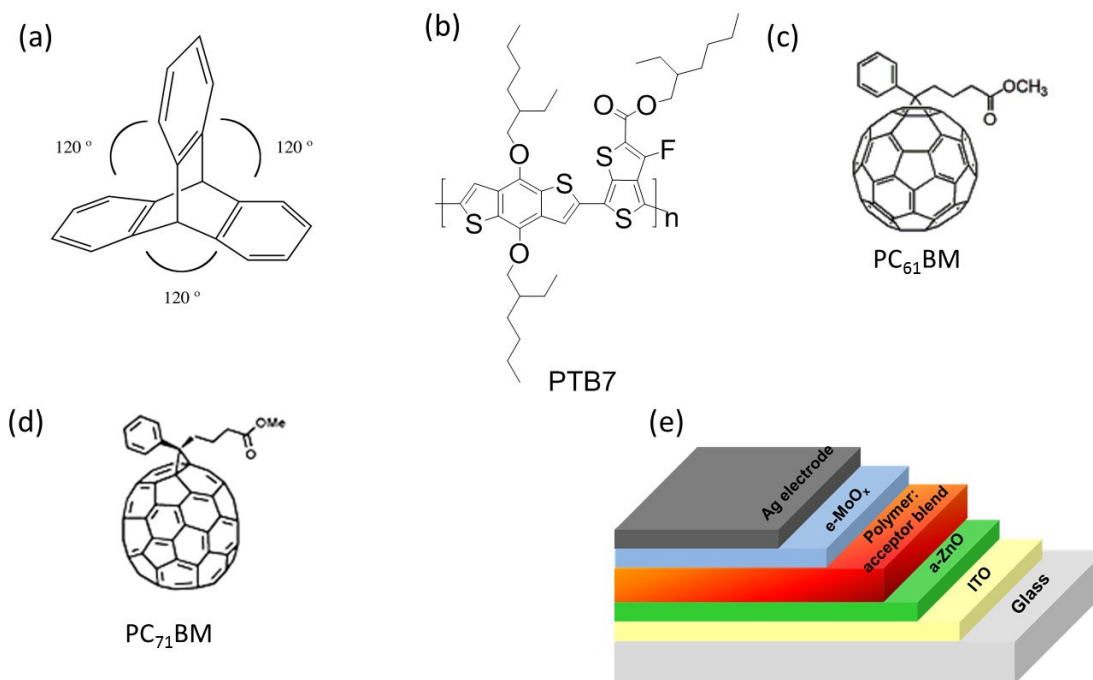 (a)
120 º
120 º
120 º
(b)
O
O
O
F
S
S
S
S
O
n
PTB7
(c)
OCH₃
O
PC₆₁BM
(d)
OMe
O
PC₇₁BM
(e)
Ag electrode
e-MoOₓ
Polymer:
acceptor blend
a-ZnO
ITO
Glass